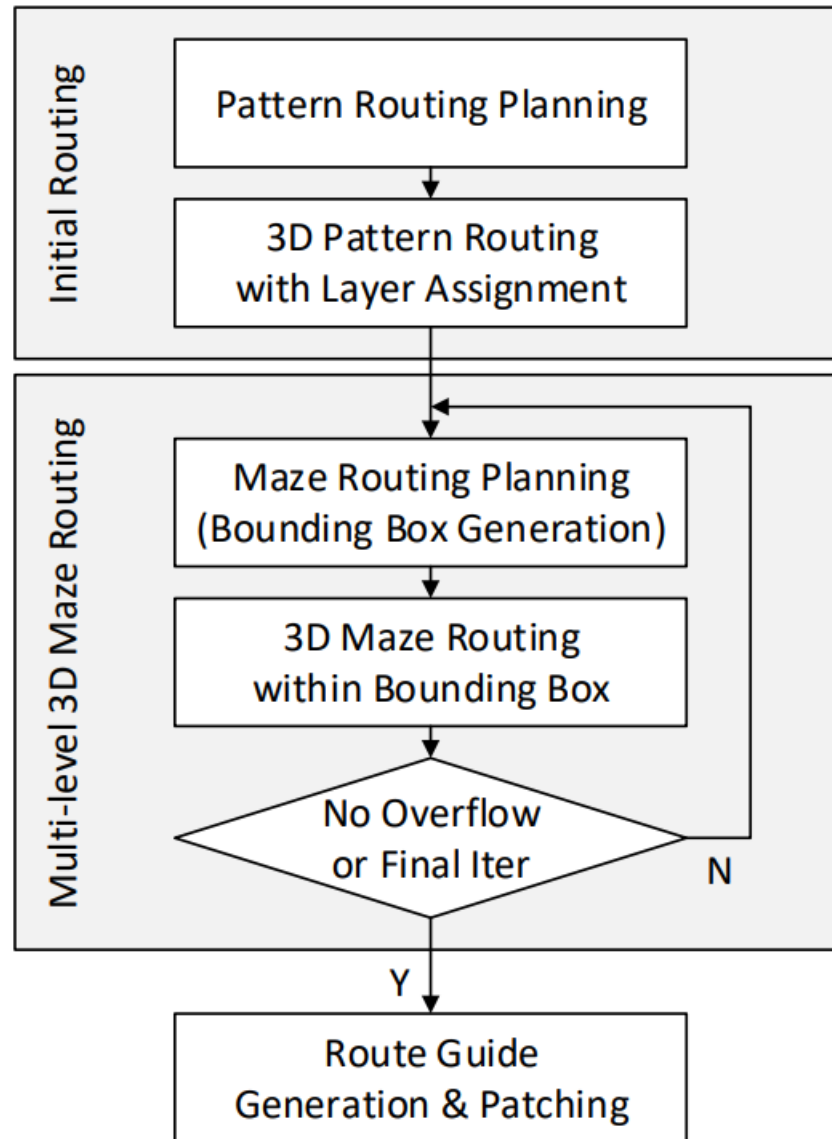 Initial Routing
Pattern Routing Planning
3D Pattern Routing
with Layer Assignment
Multi-level 3D Maze Routing
Maze Routing Planning
(Bounding Box Generation)
3D Maze Routing
within Bounding Box
No Overflow
or Final Iter
N
Y
Route Guide
Generation & Patching